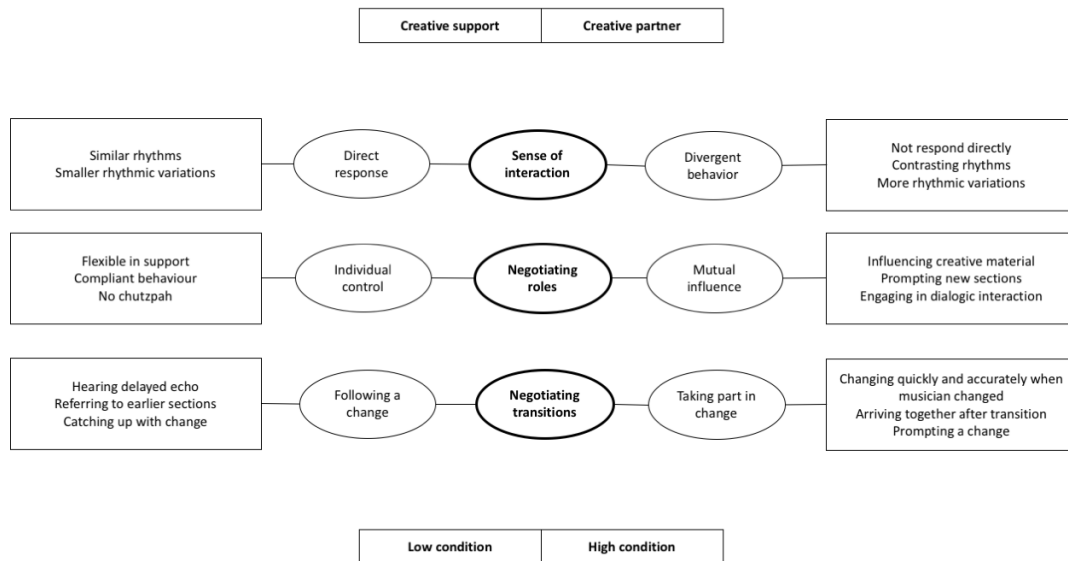 Creative support
Creative partner
Similar rhythms
Smaller rhythmic variations
Direct
response
Sense of
interaction
Divergent
behavior
Not respond directly
Contrasting rhythms
More rhythmic variations
Flexible in support
Compliant behaviour
No chutzpah
Individual
control
Negotiating
roles
Mutual
influence
Influencing creative material
Prompting new sections
Engaging in dialogic interaction
Hearing delayed echo
Referring to earlier sections
Catching up with change
Following a
change
Negotiating
transitions
Taking part in
change
Changing quickly and accurately when
musician changed
Arriving together after transition
Prompting a change
Low condition
High condition